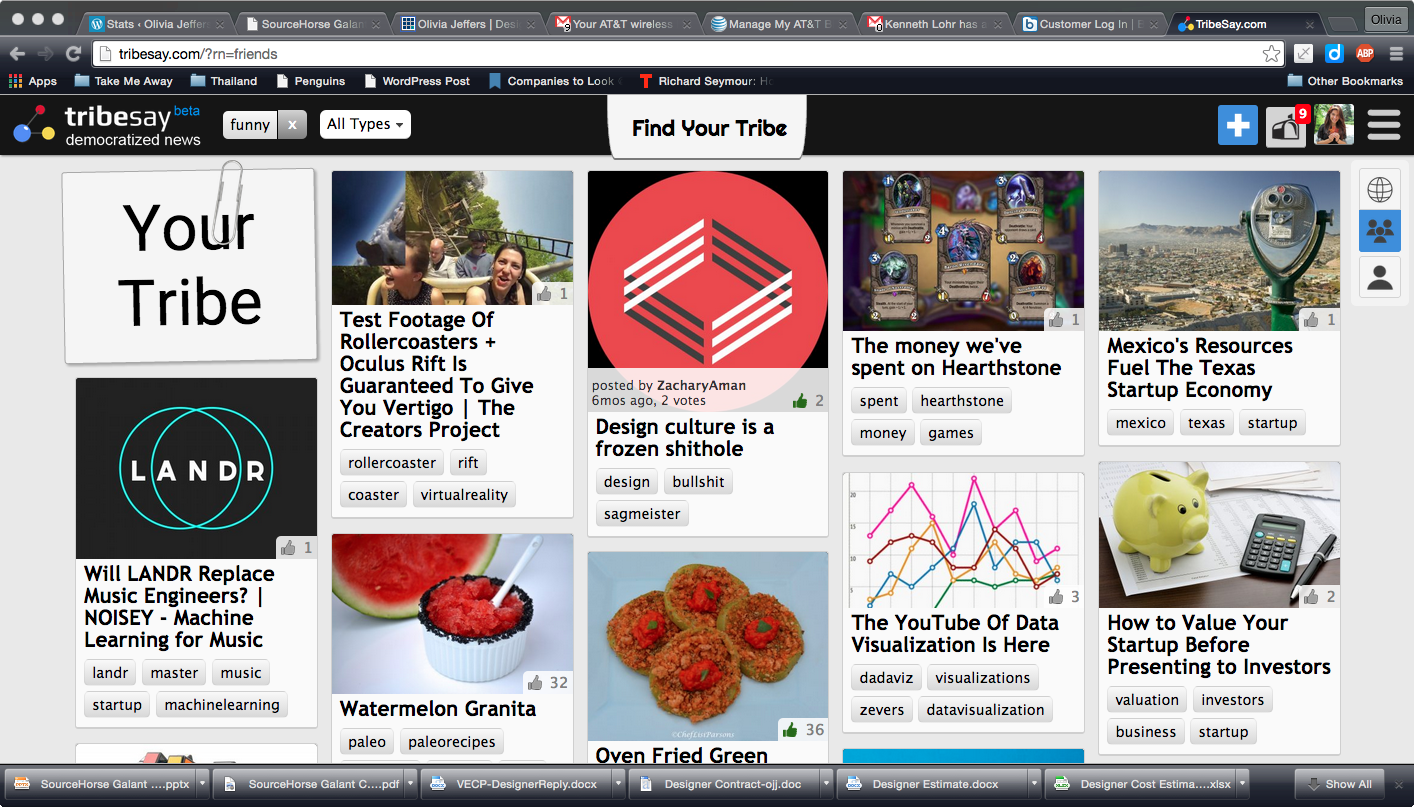 Stats ‹ Olivia Jeffers
SourceHorse Galan
Olivia Jeffers | Desi
9
Your AT&T wireless
Manage My AT&T B
0
Kenneth Lohr has a
Customer Log In | B
TribeSay.com
Olivia
tribesay.com/?rn=friends
ABP
Apps
Take Me Away
Thailand
Penguins
WordPress Post
Companies to Look
Richard Seymour: Ho
Other Bookmarks
tribesay beta
democratized news
funny x
All Types
Find Your Tribe
9
Your
Tribe
LANDR
1
Will LANDR Replace
Music Engineers? |
NOISEY - Machine
Learning for Music
landr master music
startup machinelearning
1
Test Footage Of
Rollercoasters +
Oculus Rift Is
Guaranteed To Give
You Vertigo | The
Creators Project
rollercoaster rift
coaster virtualreality
32
Watermelon Granita
paleo paleorecipes
posted by ZacharyAman
6mos ago, 2 votes
2
Design culture is a
frozen shithole
design bullshit
sagmeister
©ChefLisaParsons
36
Oven Fried Green
1
The money we've
spent on Hearthstone
spent hearthstone
money games
20
15
10
5
3
The YouTube Of Data
Visualization Is Here
dadaviz visualizations
zevers datavisualization
1
Mexico's Resources
Fuel The Texas
Startup Economy
mexico texas startup
2
How to Value Your
Startup Before
Presenting to Investors
valuation investors
business startup
SourceHorse Galant ....pptx
SourceHorse Galant C....pdf
VECP-DesignerReply.docx
Designer Contract-ojj.doc
Designer Estimate.docx
Designer Cost Estima....xlsx
Show All